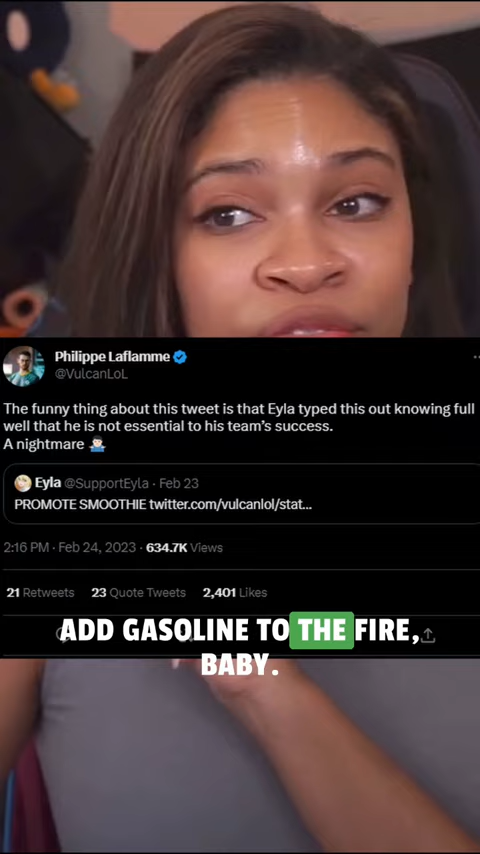 Philippe Laflamme
@VulcanLoL
The funny thing about this tweet is that Eyla typed this out knowing full
well that he is not essential to his team's success.
A nightmare 🤷🏻‍♂️
Eyla @SupportEyla · Feb 23
PROMOTE SMOOTHIE twitter.com/vulcanlol/stat...
2:16 PM · Feb 24, 2023 · 634.7K Views
21 Retweets 23 Quote Tweets 2,401 Likes
ADD GASOLINE TO THE FIRE,
BABY.